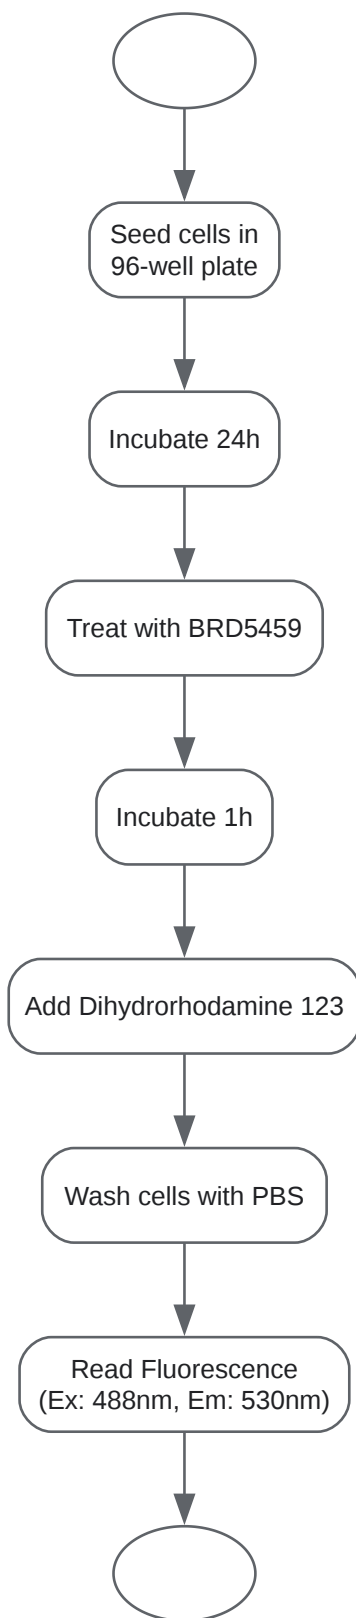 Seed cells in
96-well plate
Incubate 24h
Treat with BRD5459
Incubate 1h
Add Dihydrorhodamine 123
Wash cells with PBS
Read Fluorescence
(Ex: 488nm, Em: 530nm)